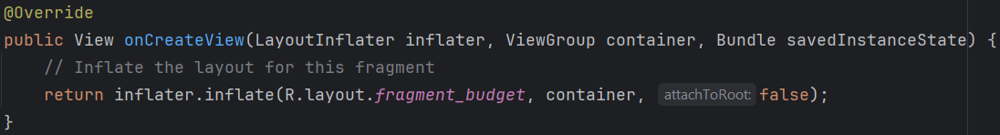 @Override
public View onCreateView(LayoutInflater inflater, ViewGroup container, Bundle savedInstanceState) {
    // Inflate the layout for this fragment
    return inflater.inflate(R.layout.fragment_budget, container, attachToRoot: false);
}